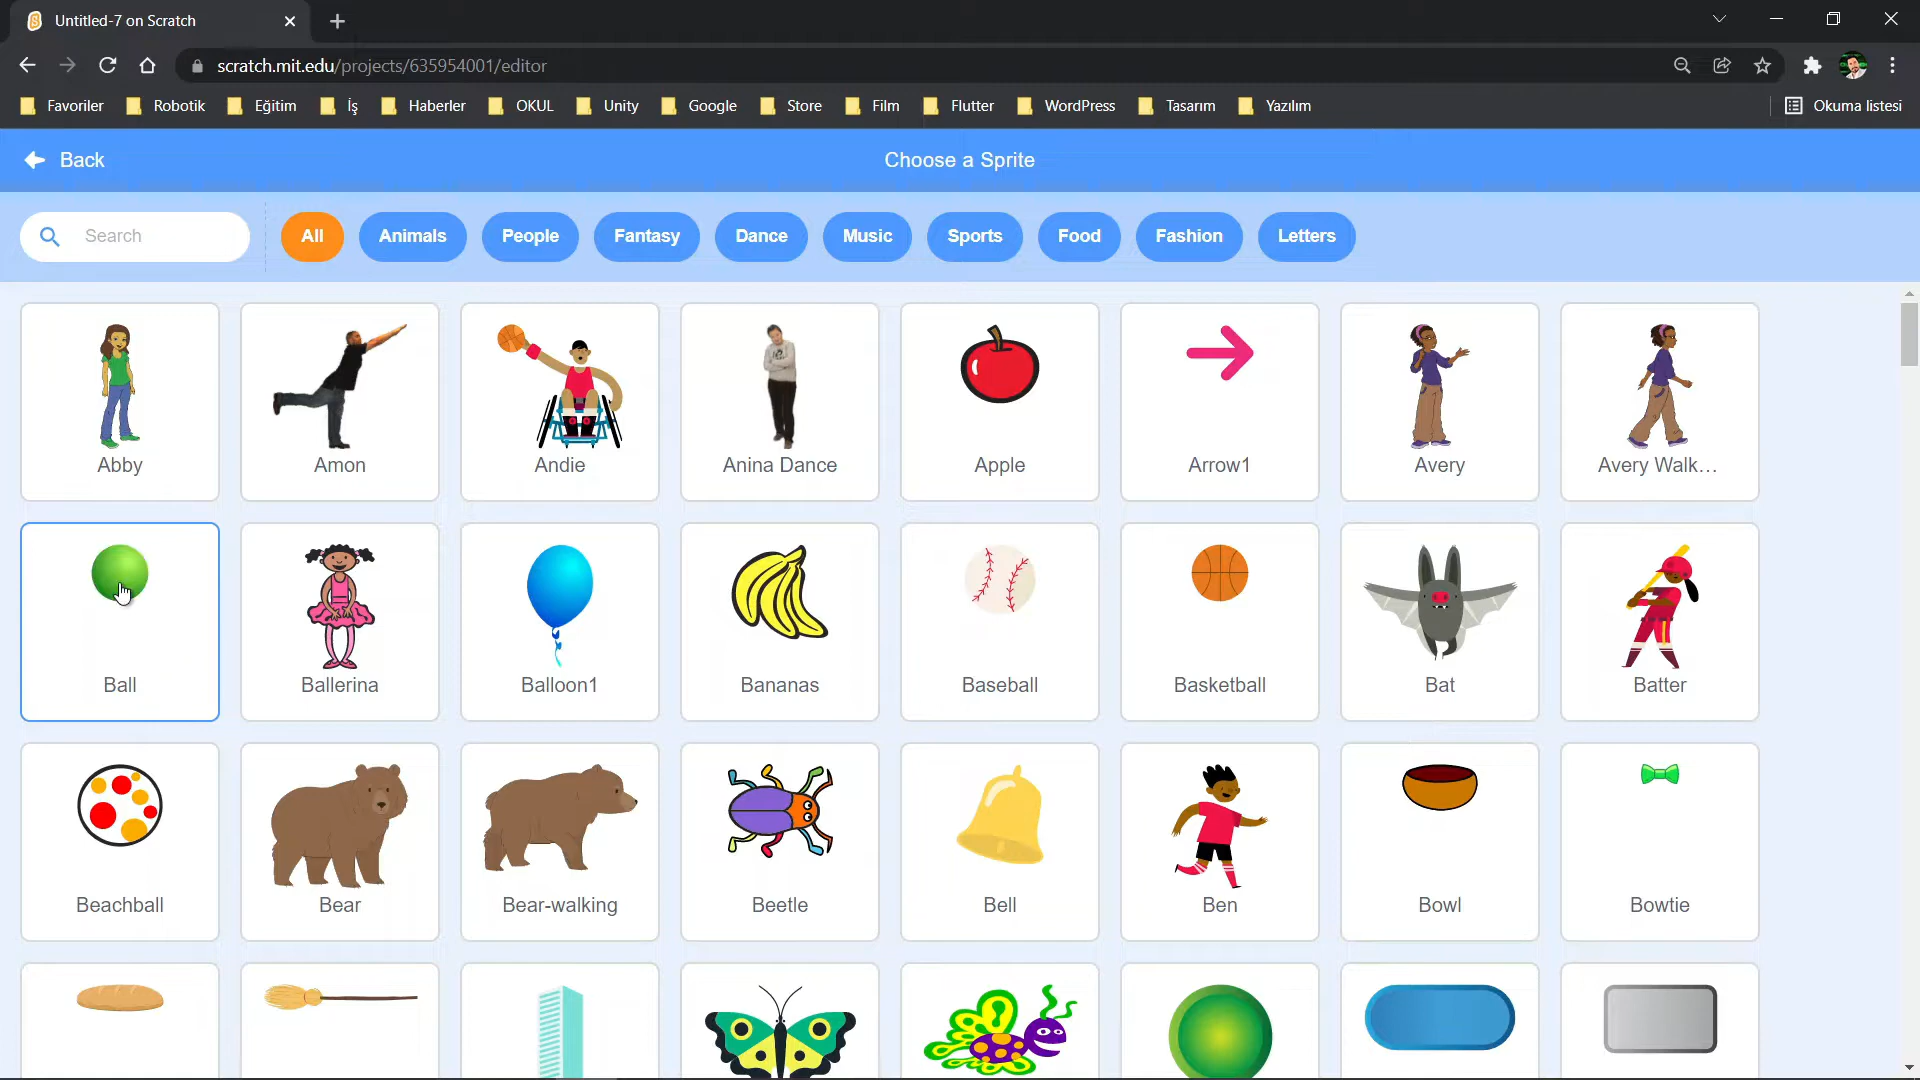 Untitled-7 on Scratch
scratch.mit.edu/projects/635954001/editor
Favoriler Robotik Eğitim İş Haberler OKUL Unity Google Store Film Flutter WordPress Tasarım Yazılım Okuma listesi
Back Choose a Sprite
Search All Animals People Fantasy Dance Music Sports Food Fashion Letters
Abby Amon Andie Anina Dance Apple Arrow1 Avery Avery Walk...
Ball Ballerina Balloon1 Bananas Baseball Basketball Bat Batter
Beachball Bear Bear-walking Beetle Bell Ben Bowl Bowtie